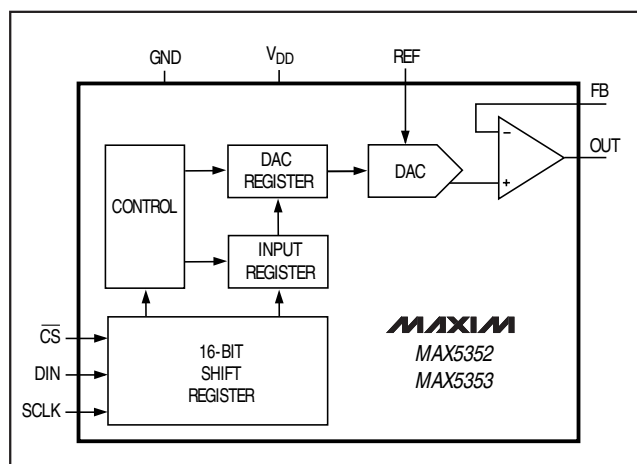 GND
VDD
REF
FB
OUT
DAC
REGISTER
DAC
CONTROL
INPUT
REGISTER
CS
DIN
SCLK
16-BIT
SHIFT
REGISTER
MAXIM
MAX5352
MAX5353
−
+